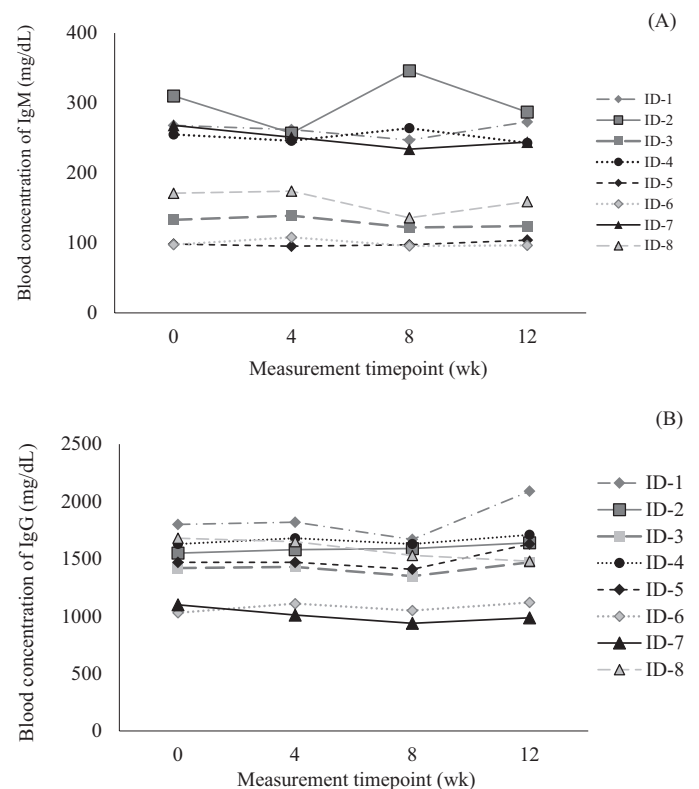 (A)
Blood concentration of IgM (mg/dL)
400
300
200
100
0
0 4 8 12
Measurement timepoint (wk)
ID-1
ID-2
ID-3
ID-4
ID-5
ID-6
ID-7
ID-8
(B)
Blood concentration of IgG (mg/dL)
2500
2000
1500
1000
500
0
0 4 8 12
Measurement timepoint (wk)
ID-1
ID-2
ID-3
ID-4
ID-5
ID-6
ID-7
ID-8